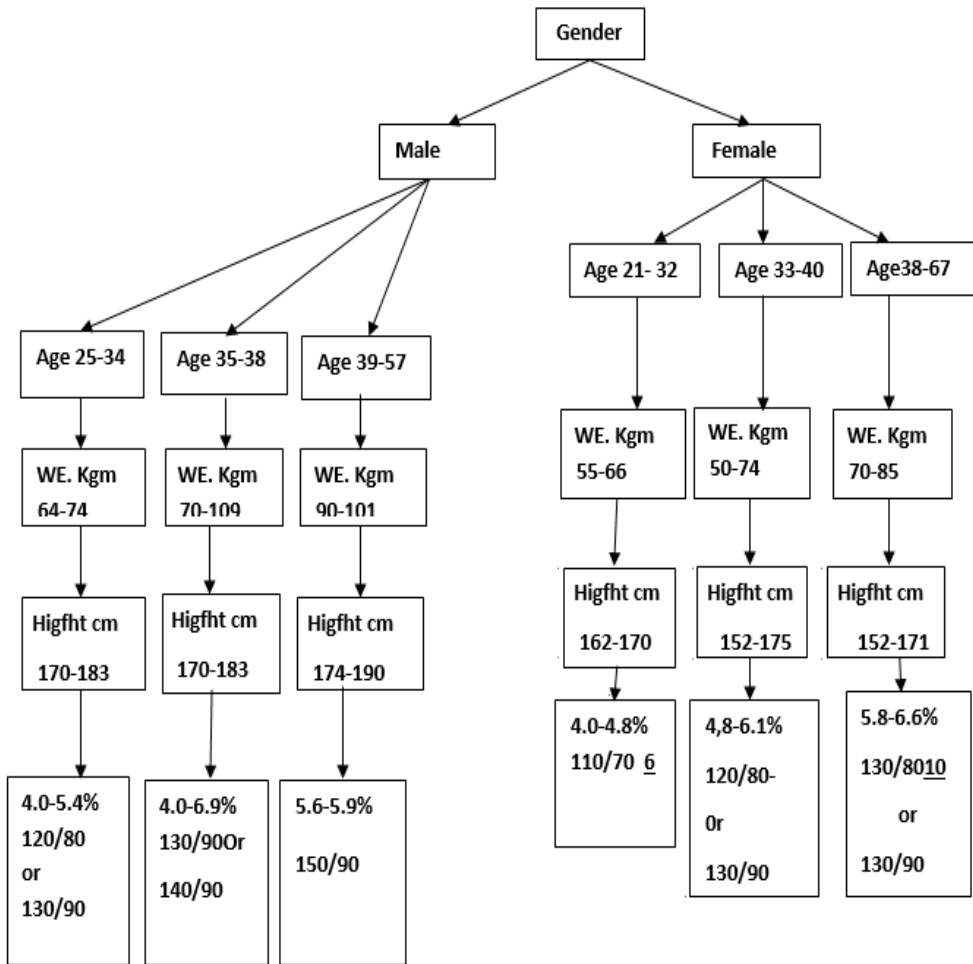 Gender
Male
Female
Age 21- 32
Age 33-40
Age38-67
Age 25-34
Age 35-38
Age 39-57
WE. Kgm
55-66
WE. Kgm
50-74
WE. Kgm
70-85
WE. Kgm
64-74
WE. Kgm
70-109
WE. Kgm
90-101
Higfht cm
162-170
Higfht cm
152-175
Higfht cm
152-171
Higfht cm
170-183
Higfht cm
170-183
Higfht cm
174-190
4.0-4.8%
110/70 6
4,8-6.1%
120/80-
0r
130/90
5.8-6.6%
130/8010
or
130/90
4.0-5.4%
120/80
or
130/90
4.0-6.9%
130/90Or
140/90
5.6-5.9%
150/90